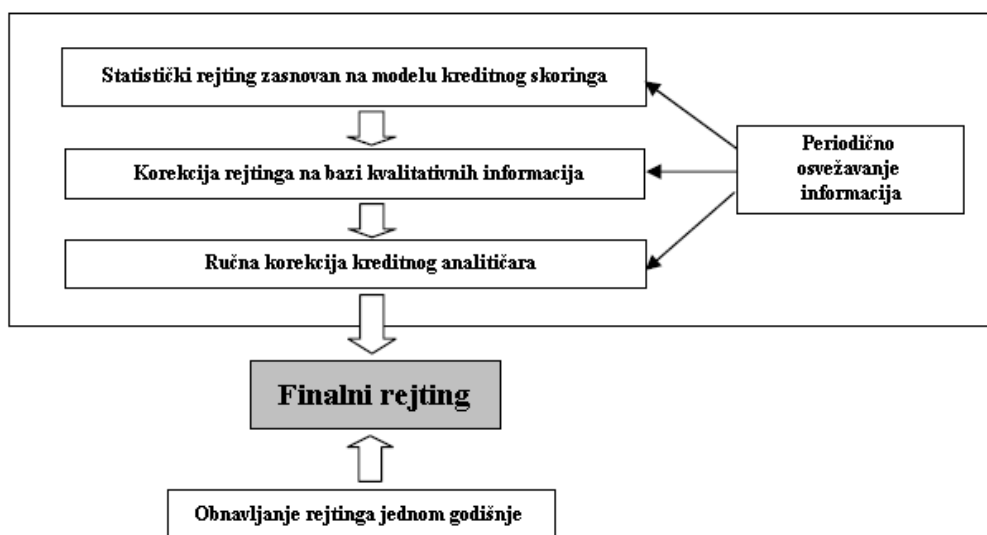 Statistički rejting zasnovan na modelu kreditnog skoringa
Korekcija rejtinga na bazi kvalitativnih informacija
Ručna korekcija kreditnog analitičara
Periodično
osvežavanje
informacija
Finalni rejting
Obnavljanje rejtinga jednom godišnje